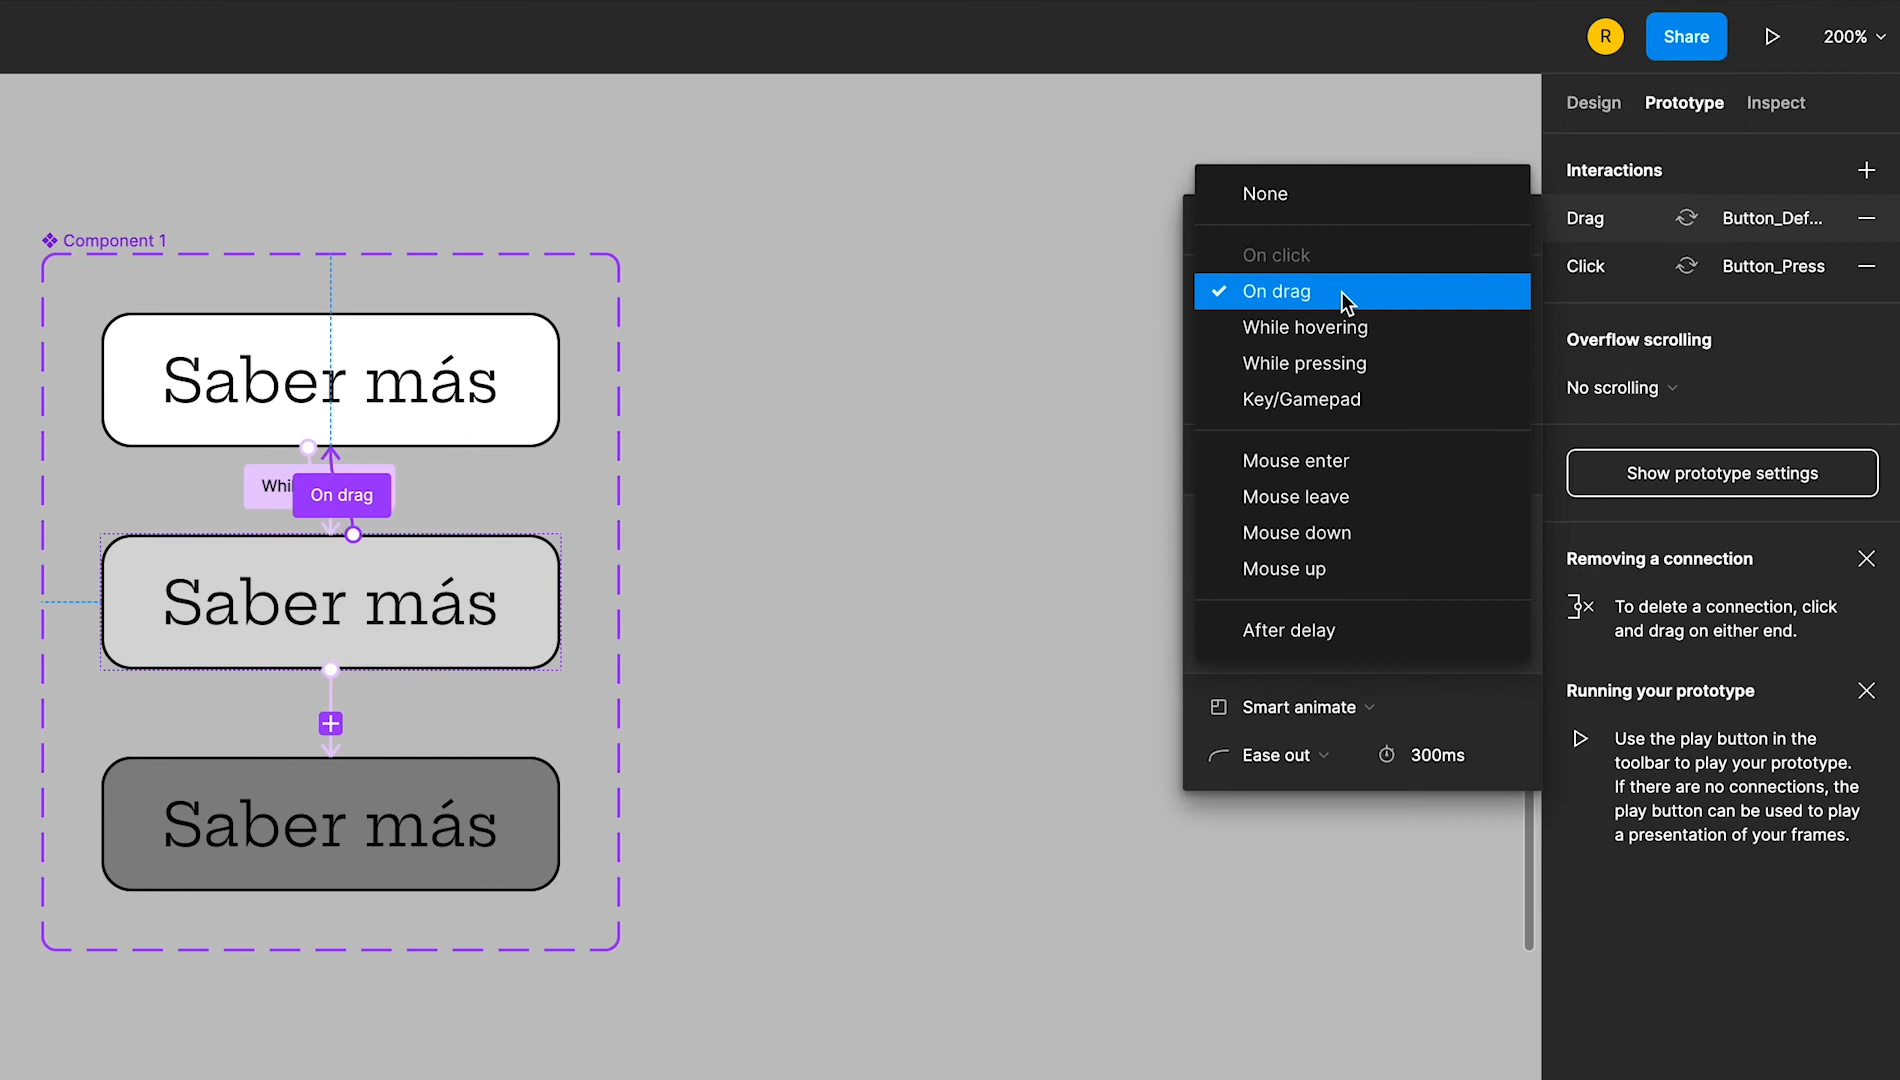 R
Share
200%
Design Prototype Inspect
Interactions
Drag Button_Def...
Click Button_Press
Overflow scrolling
No scrolling
Show prototype settings
Removing a connection
To delete a connection, click
and drag on either end.
Running your prototype
Use the play button in the
toolbar to play your prototype.
If there are no connections, the
play button can be used to play
a presentation of your frames.
None
On click
On drag
While hovering
While pressing
Key/Gamepad
Mouse enter
Mouse leave
Mouse down
Mouse up
After delay
Smart animate
Ease out 300ms
Component 1
Saber más
On drag
Saber más
Saber más